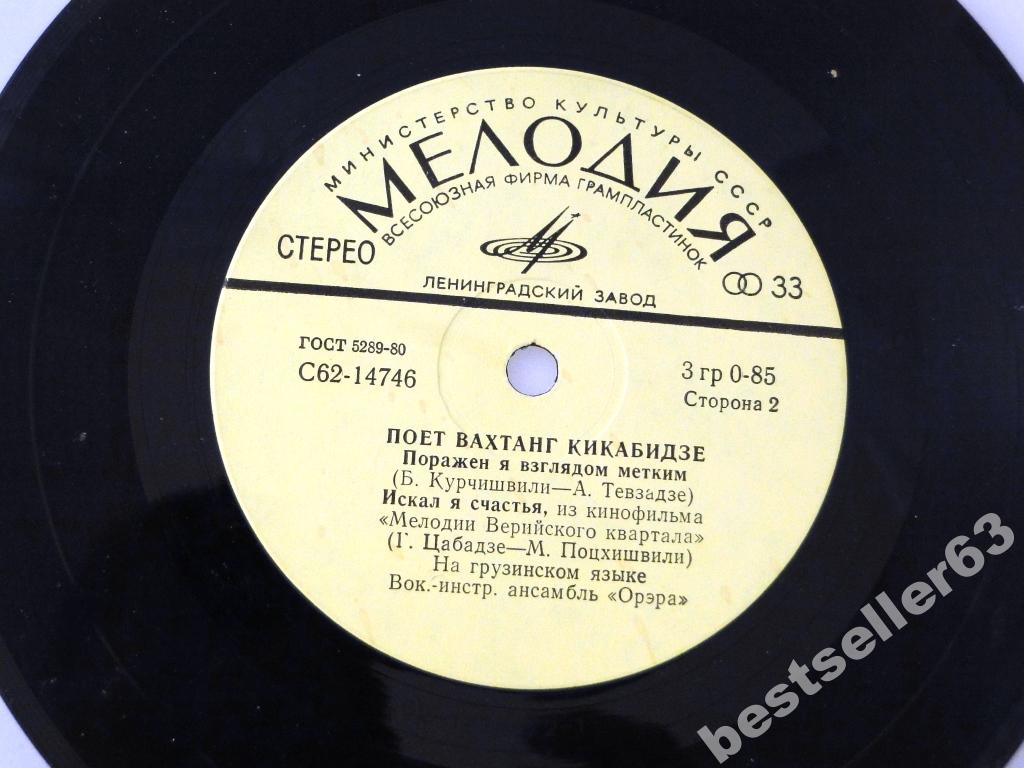 МИНИСТЕРСТВО КУЛЬТУРЫ СССР
МЕЛОДИЯ
ВСЕСОЮЗНАЯ ФИРМА ГРАМПЛАСТИНОК
СТЕРЕО
ЛЕНИНГРАДСКИЙ ЗАВОД
33
ГОСТ 5289-80
С62-14746
3 гр 0-85
Сторона 2
ПОЕТ ВАХТАНГ КИКАБИДЗЕ
Поражен я взглядом метким
(Б. Курчишвили—А. Тевзадзе)
Искал я счастья, из кинофильма
«Мелодии Верийского квартала»
(Г. Цабадзе—М. Поцхишвили)
На грузинском языке
Вок.-инстр. ансамбль «Орэра»
bestseller63